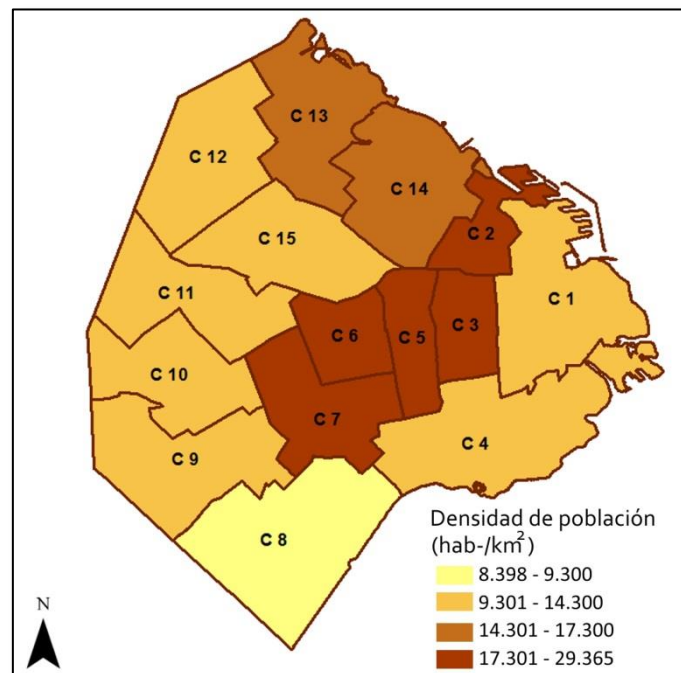 C 13
C 12
C 14
C 2
C 15
C 1
C 11
C 6
C 5
C 3
C 10
C 7
C 4
C 9
C 8
Densidad de población
(hab-/km²)
8.398 - 9.300
9.301 - 14.300
14.301 - 17.300
17.301 - 29.365
N